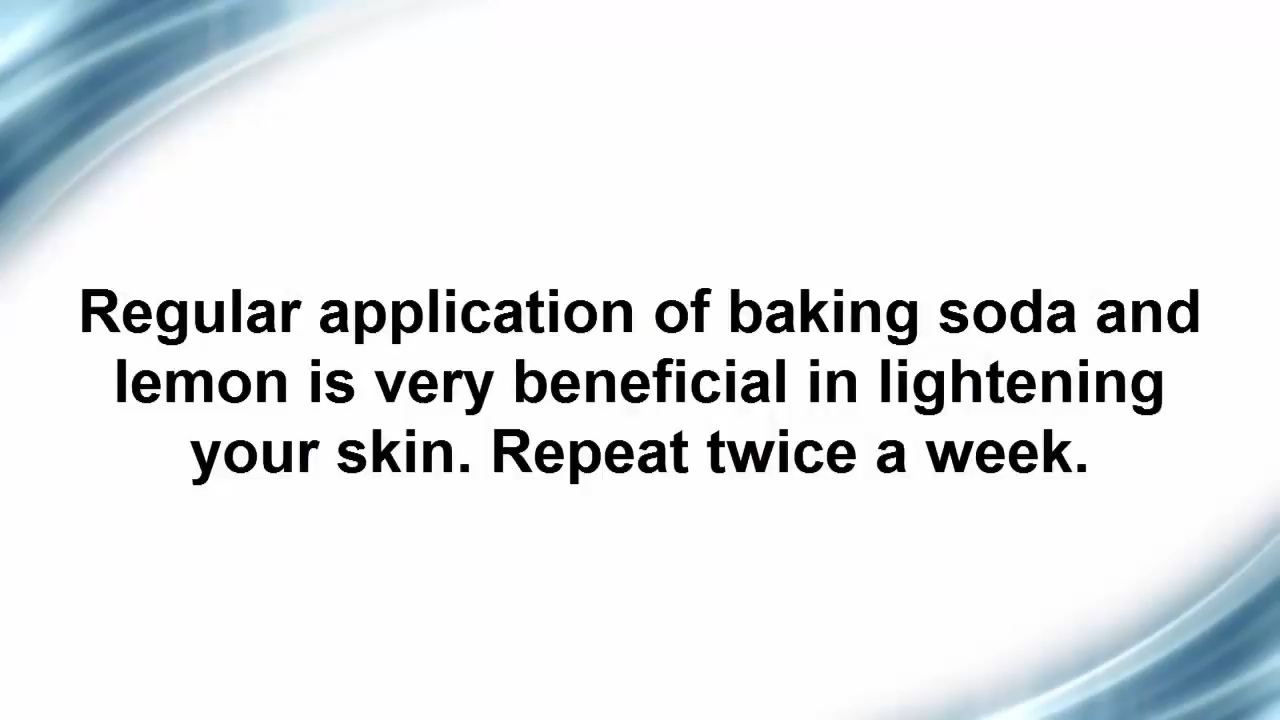 Regular application of baking soda and
lemon is very beneficial in lightening
your skin. Repeat twice a week.